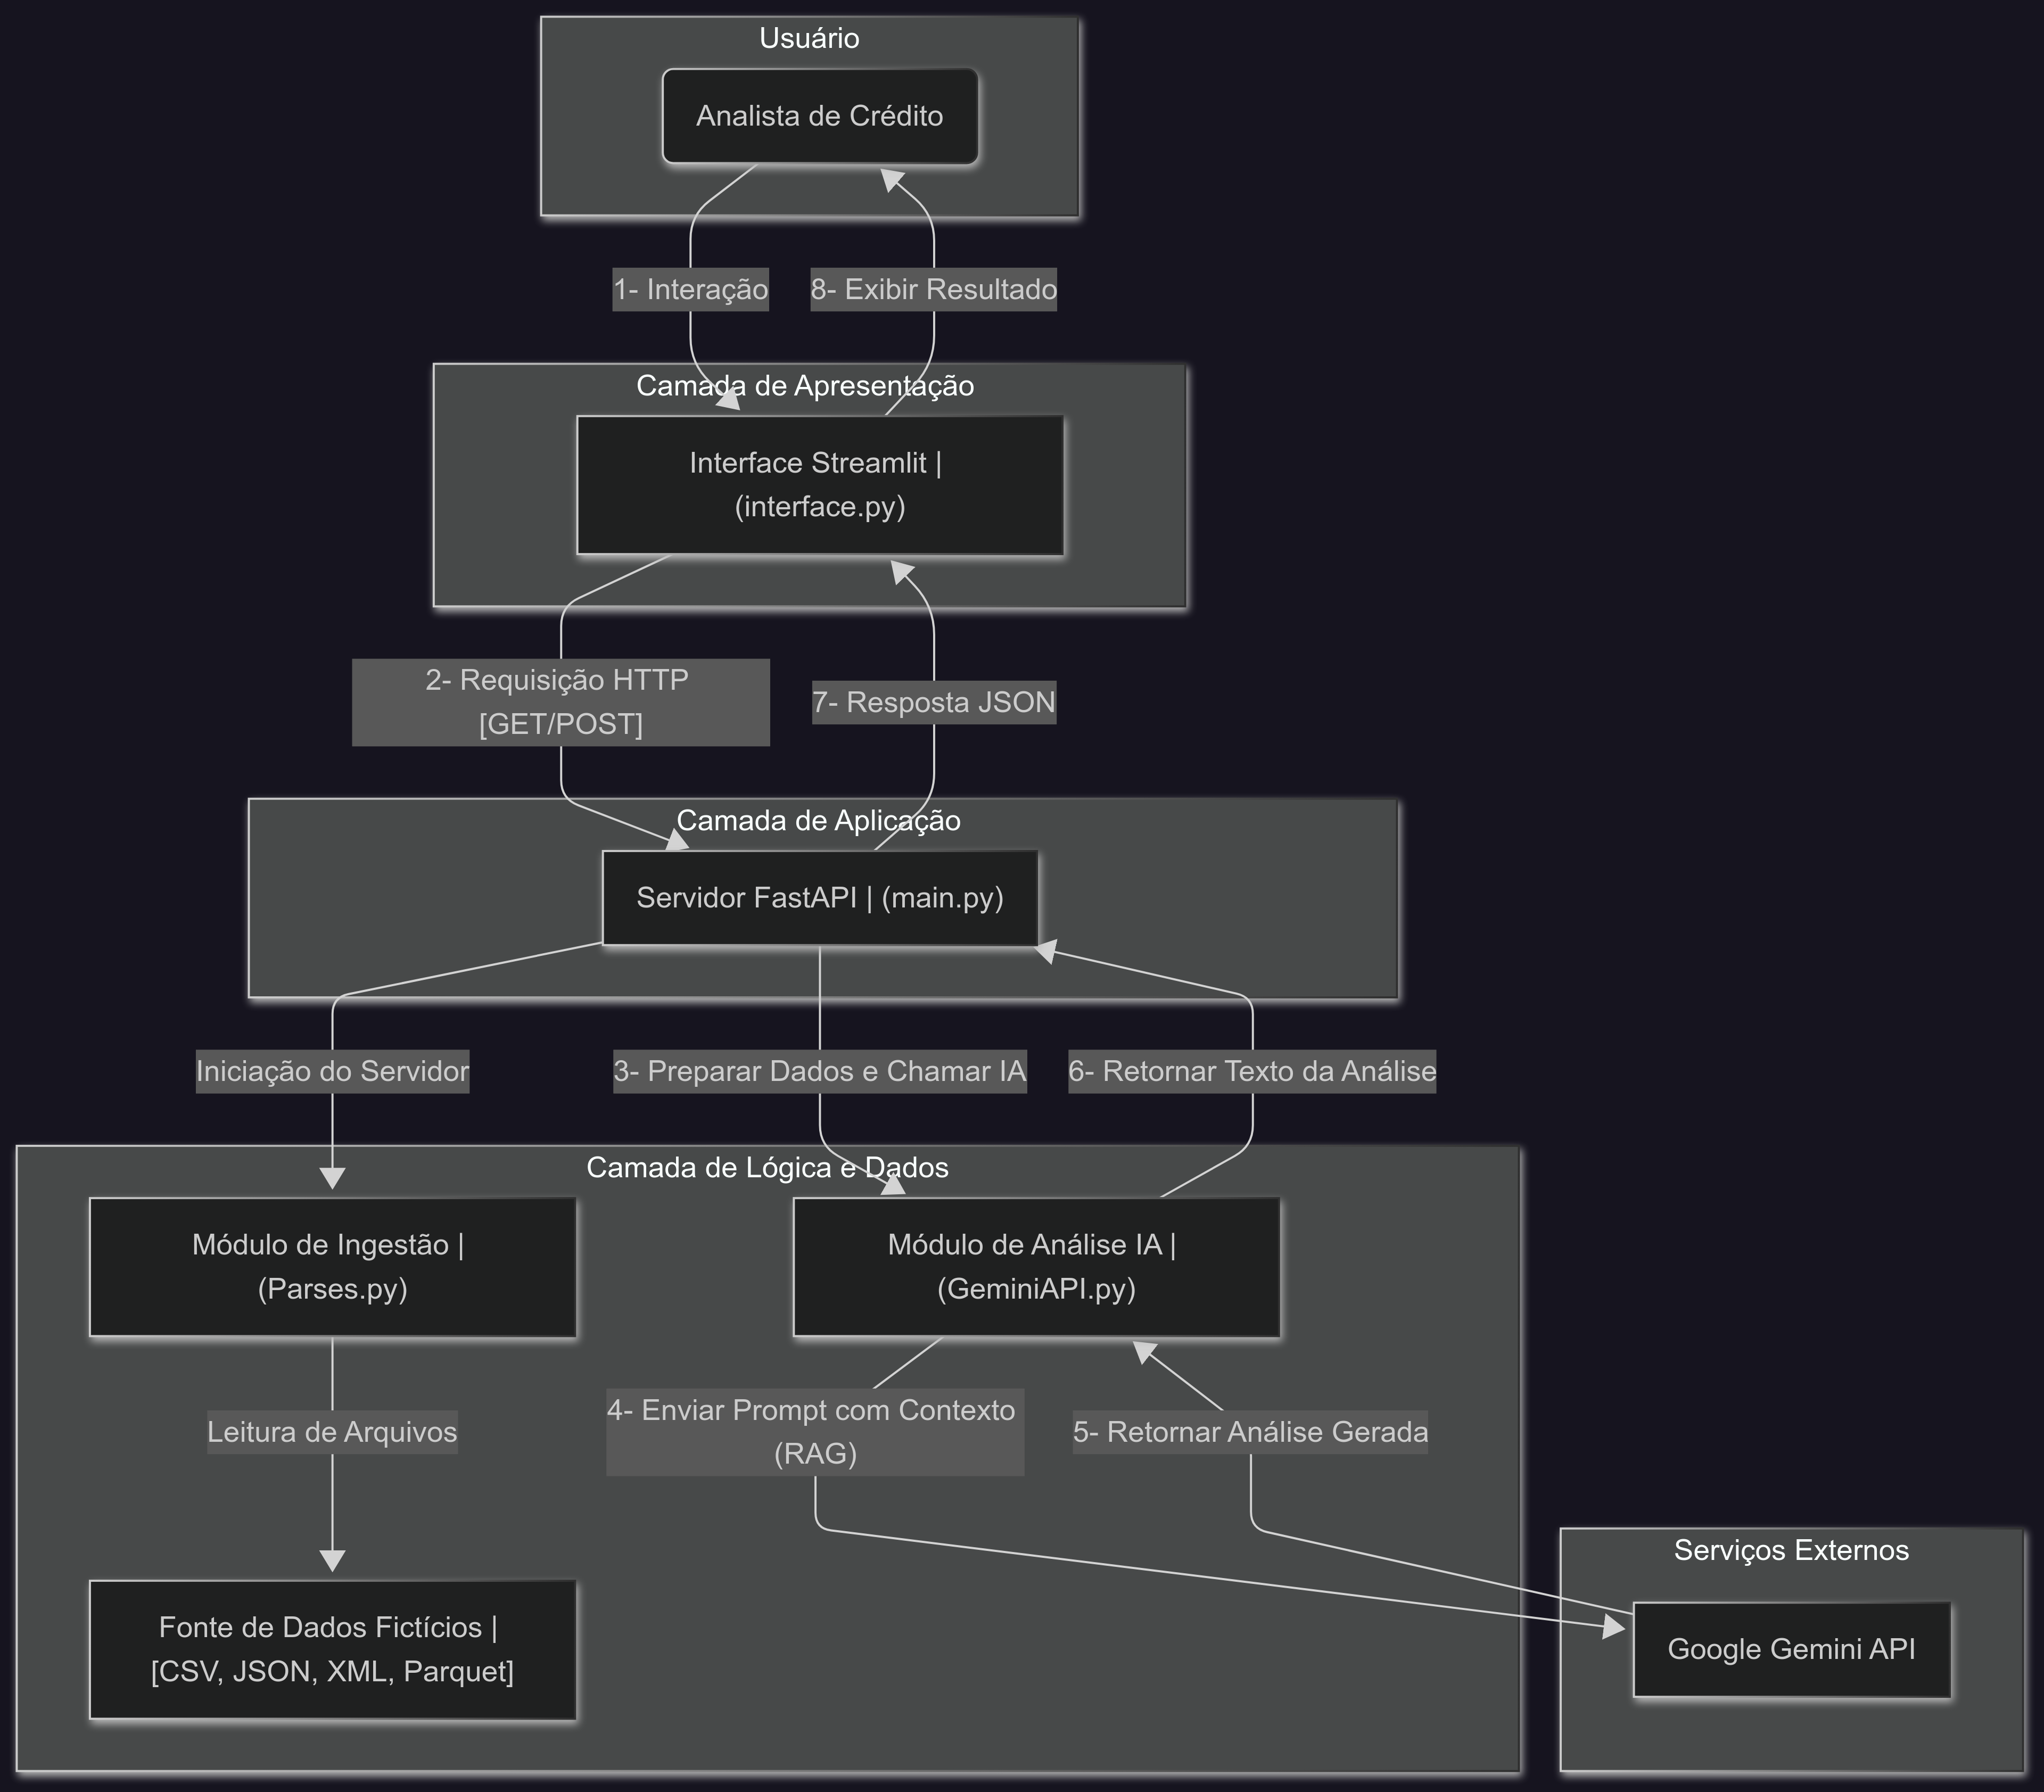 Usuário
Analista de Crédito
1- Interação
8- Exibir Resultado
Camada de Apresentação
Interface Streamlit |
(interface.py)
2- Requisição HTTP
[GET/POST]
7- Resposta JSON
Camada de Aplicação
Servidor FastAPI | (main.py)
Iniciação do Servidor
3- Preparar Dados e Chamar IA
6- Retornar Texto da Análise
Camada de Lógica e Dados
Módulo de Ingestão |
(Parses.py)
Módulo de Análise IA |
(GeminiAPI.py)
Leitura de Arquivos
4- Enviar Prompt com Contexto
(RAG)
5- Retornar Análise Gerada
Serviços Externos
Google Gemini API
Fonte de Dados Fictícios |
[CSV, JSON, XML, Parquet]